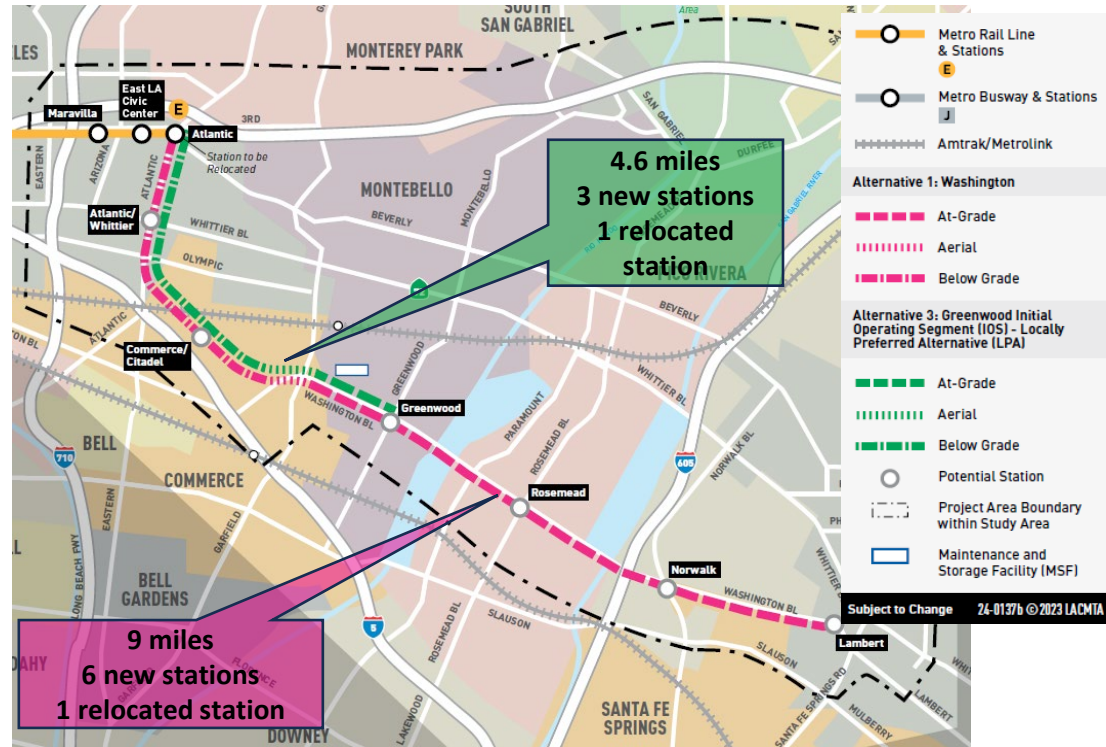 SOUTH
SAN GABRIEL
MONTEREY PARK
LES
East LA
Civic
Center
E
Maravilla
Atlantic
3RD
Station to be
Relocated
EASTERN
ARIZONA
ATLANTIC
SAN GABRIEL
DURFEE
Area
MONTEBELLO
MONTEBELLO
BEVERLY
Atlantic/
Whittier
WHITTIER BL
OLYMPIC
4.6 miles
3 new stations
1 relocated
station
SAN GABRIEL RIVER
PICO RIVERA
BEVERLY
ATLANTIC
Commerce/
Citadel
GREENWOOD
WHITTIER BL
WASHINGTON BL
Greenwood
PARAMOUNT
ROSEMEAD BL
NORWALK BL
BELL
710
605
COMMERCE
EASTERN
GARFIELD
Rosemead
LONG BEACH FWY
BELL
GARDENS
Norwalk
WASHINGTON BL
WHITTIER
SLAUSON
5
ROSEMEAD BL
Lambert
9 miles
6 new stations
1 relocated station
FLORENCE
SLAUSON
SANTA FE SPRINGS RD
LAMBERT
MULBERRY
SANTA FE
SPRINGS
LAKEWOOD
DOWNEY
Metro Rail Line
& Stations
E
Metro Busway & Stations
J
Amtrak/Metrolink
Alternative 1: Washington
At-Grade
Aerial
Below Grade
Alternative 3: Greenwood Initial
Operating Segment (IOS) - Locally
Preferred Alternative (LPA)
At-Grade
Aerial
Below Grade
Potential Station
Project Area Boundary
within Study Area
Maintenance and
Storage Facility (MSF)
Subject to Change 24-0137b © 2023 LACMTA